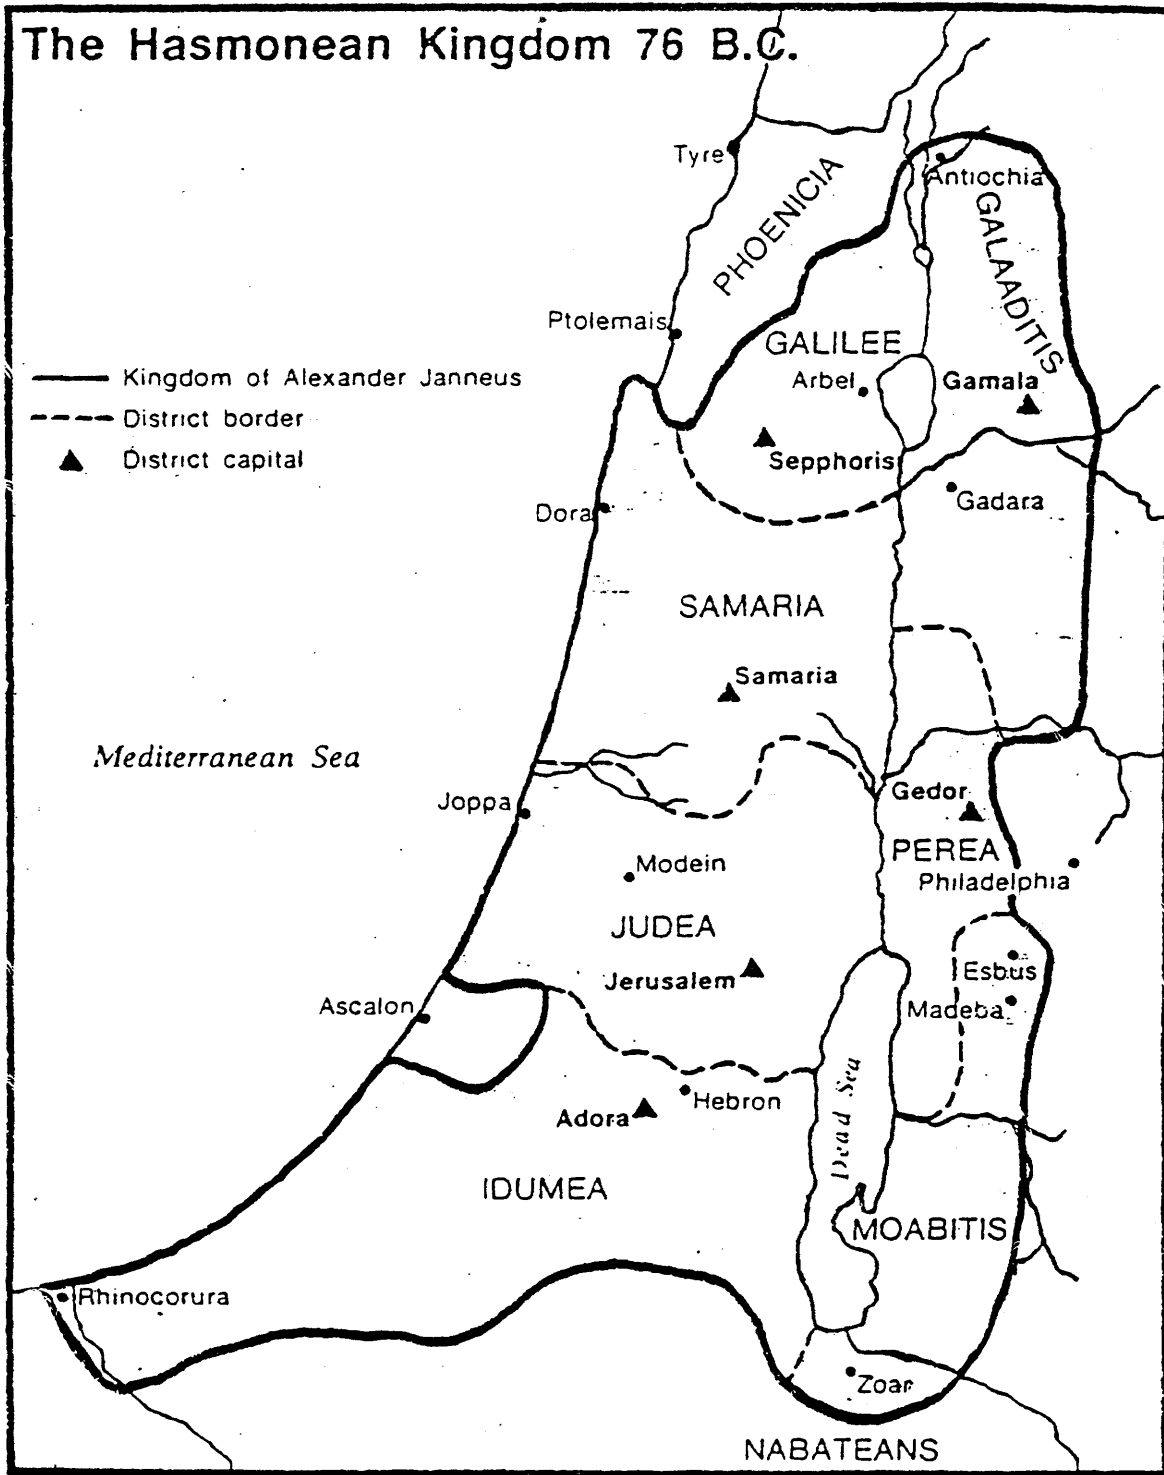 The Hasmonean Kingdom 76 B.C.
Tyre
PHOENICIA
Antiochia
GALAADITIS
Ptolemais
GALILEE
Arbel
Gamala
Kingdom of Alexander Janneus
District border
District capital
Sepphoris
Gadara
Dora
SAMARIA
Samaria
Mediterranean Sea
Joppa
Gedor
PEREA
Modein
Philadelphia
JUDEA
Jerusalem
Esbus
Madeba
Ascalon
Dead Sea
Hebron
Adora
IDUMEA
MOABITIS
Rhinocorura
Zoar
NABATEANS